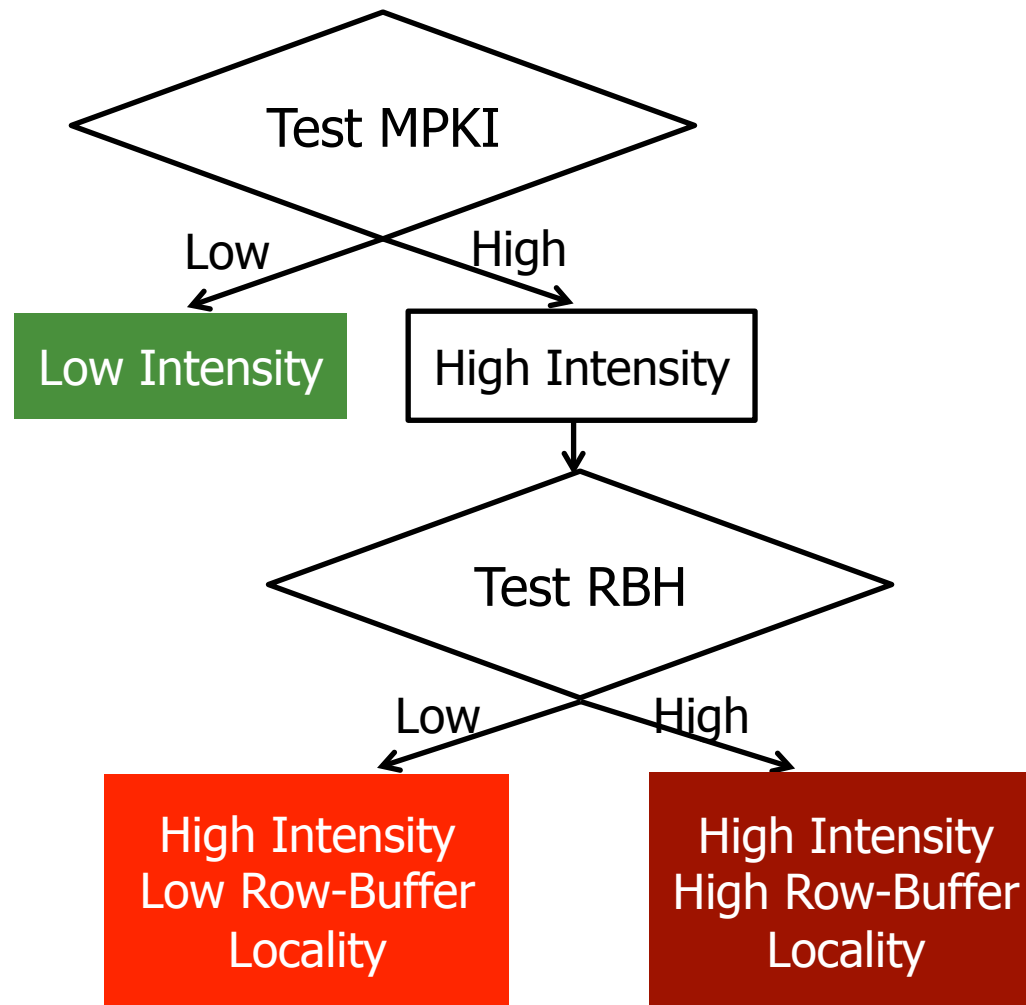 Test MPKI
Low
High
Low Intensity
High Intensity
Test RBH
Low
High
High Intensity
Low Row-Buffer
Locality
High Intensity
High Row-Buffer
Locality